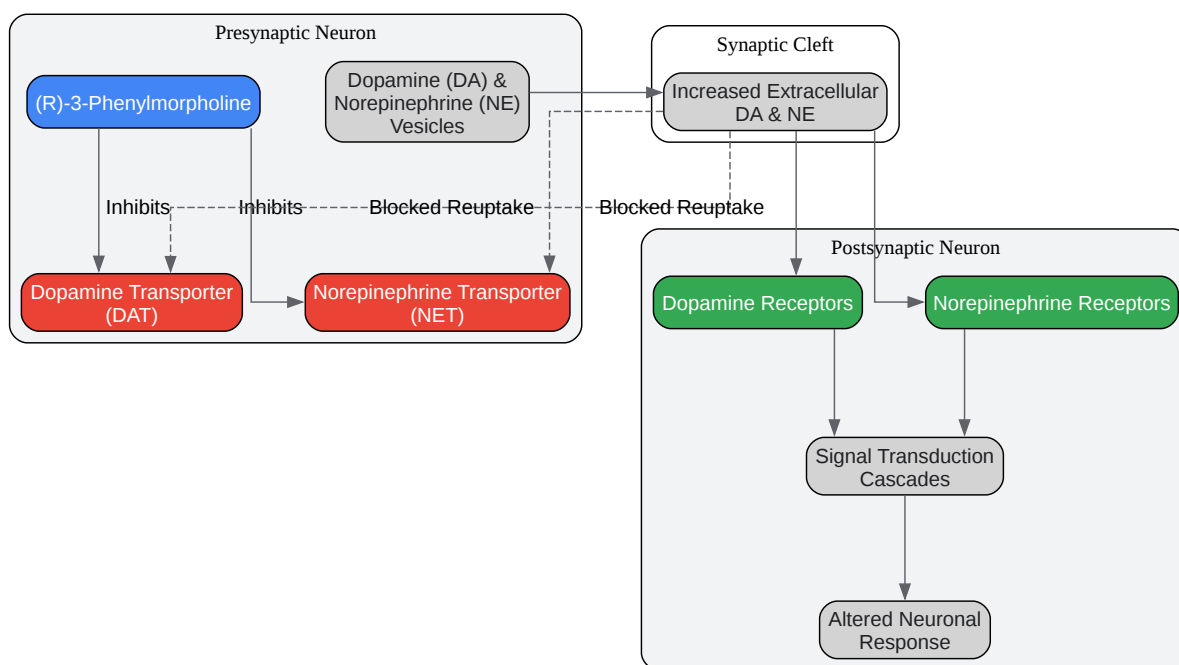 Presynaptic Neuron
Synaptic Cleft
(R)-3-Phenylmorpholine
Dopamine (DA) &
Norepinephrine (NE)
Vesicles
Increased Extracellular
DA & NE
Inhibits
Inhibits
Blocked Reuptake
Blocked Reuptake
Postsynaptic Neuron
Dopamine Transporter
(DAT)
Norepinephrine Transporter
(NET)
Dopamine Receptors
Norepinephrine Receptors
Signal Transduction
Cascades
Altered Neuronal
Response